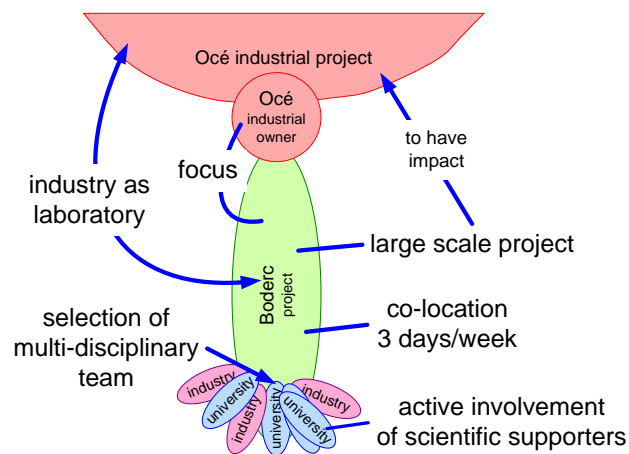 Océ industrial project
Océ
industrial
owner
to have
impact
focus
industry as
laboratory
large scale project
Boderc
project
selection of
multi-disciplinary
team
co-location
3 days/week
industry
university
industry
university
university
industry
active involvement
of scientific supporters